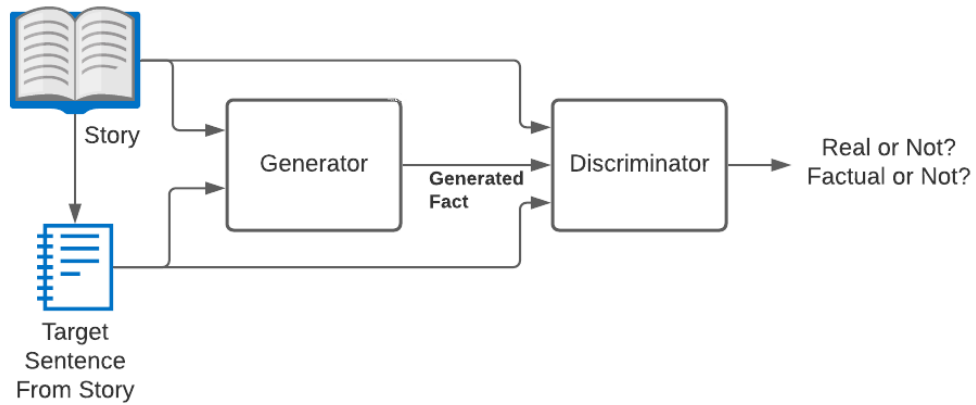 Story
Generator
Generated
Fact
Discriminator
Real or Not?
Factual or Not?
Target
Sentence
From Story